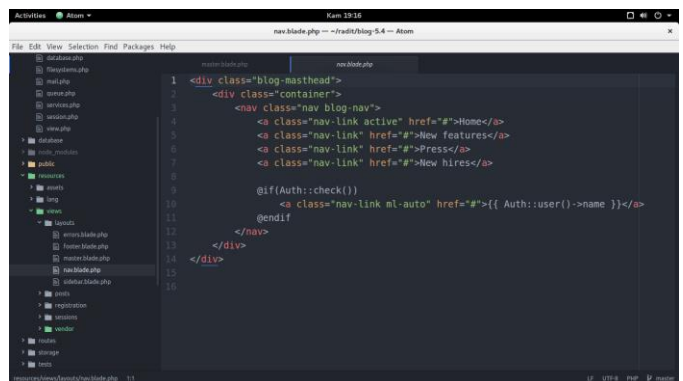 Activities Atom
Kam 19:16
nav.blade.php — ~/radit/blog-5.4 — Atom
File Edit View Selection Find Packages Help
database.php
filesystems.php
mail.php
queue.php
services.php
session.php
view.php
database
node_modules
public
resources
assets
lang
views
layouts
errors.blade.php
footer.blade.php
master.blade.php
nav.blade.php
sidebar.blade.php
posts
registration
sessions
vendor
routes
storage
tests
master.blade.php nav.blade.php
1 <div class="blog-masthead">
2 <div class="container">
3 <nav class="nav blog-nav">
4 <a class="nav-link active" href="#">Home</a>
5 <a class="nav-link" href="#">New features</a>
6 <a class="nav-link" href="#">Press</a>
7 <a class="nav-link" href="#">New hires</a>
8
9 @if(Auth::check())
10 <a class="nav-link ml-auto" href="#">{{ Auth::user()->name }}</a>
11 @endif
12 </nav>
13 </div>
14 </div>
15
16
resources/views/layouts/nav.blade.php 1:1 LF UTF-8 PHP master